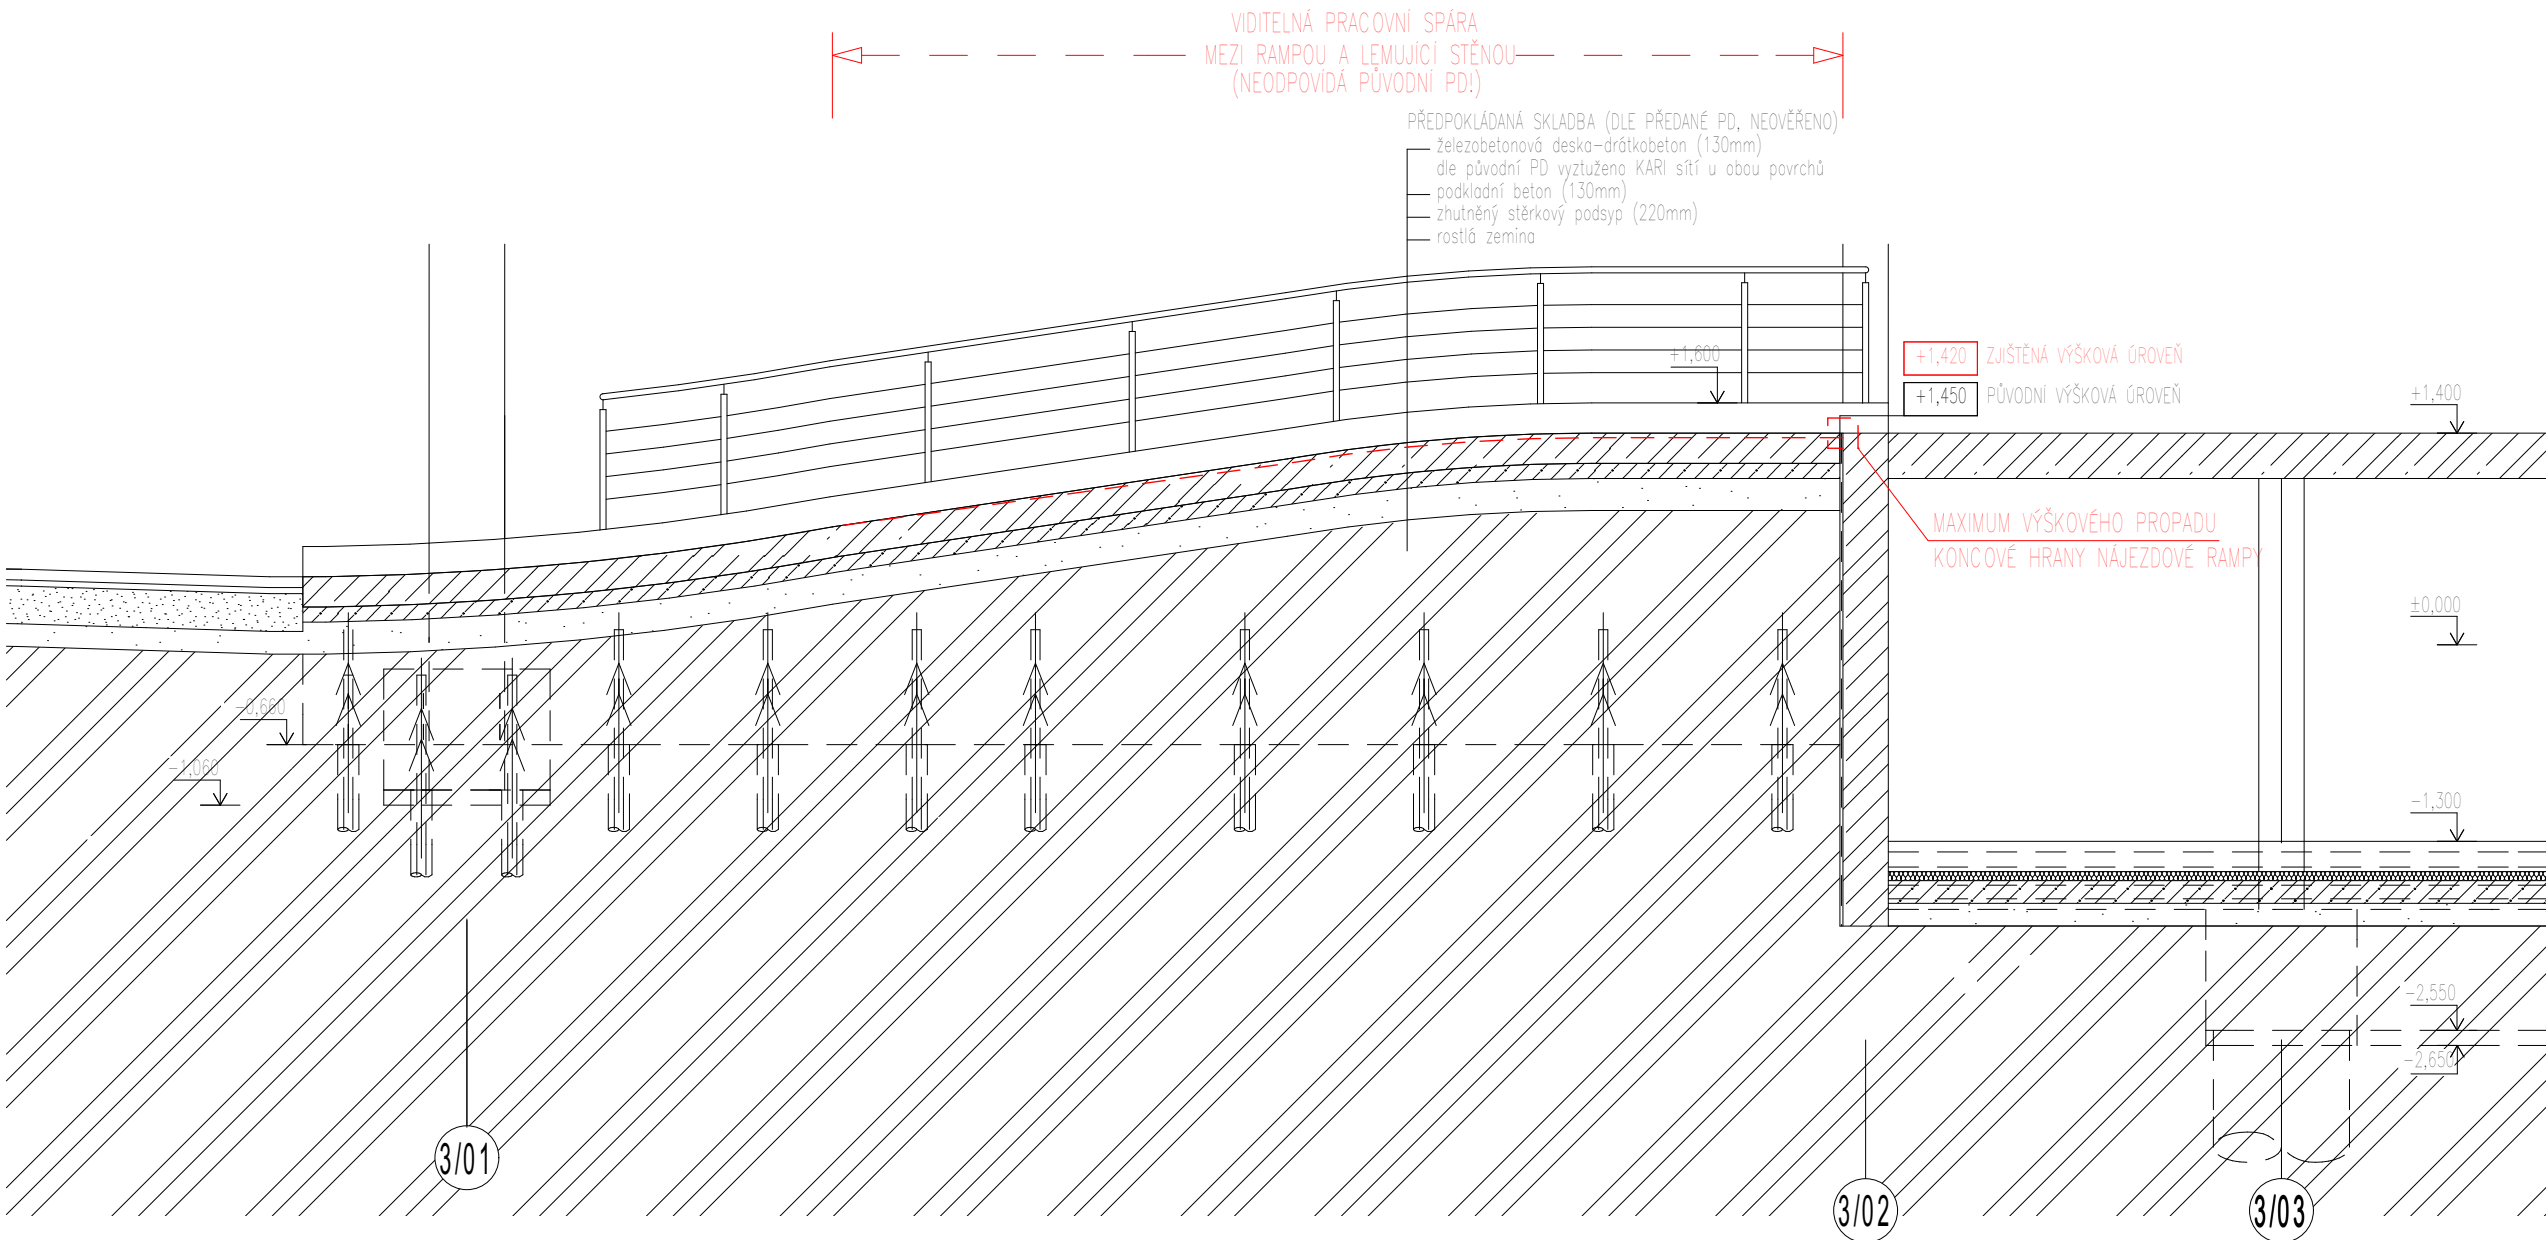 VIDITELNÁ PRACOVNÍ SPÁRA
MEZI RAMPOU A LEMUJÍCÍ STĚNOU
(NEODPOVÍDÁ PŮVODNÍ PD!)
PŘEDPOKLÁDANÁ SKLADBA (DLE PŘEDANÉ PD, NEOVĚŘENO)
železobetonová deska-drátkobeton (130mm)
dle původní PD vyztuženo KARI sítí u obou povrchů
podkladní beton (130mm)
zhutněný stěrkový podsyp (220mm)
rostlá zemina
+1,600
+1,420 ZJIŠTĚNÁ VÝŠKOVÁ ÚROVEŇ
+1,450 PŮVODNÍ VÝŠKOVÁ ÚROVEŇ
+1,400
MAXIMUM VÝŠKOVÉHO PROPADU
KONCOVÉ HRANY NÁJEZDOVÉ RAMPY
±0,000
-0,660
-1,060
-1,300
-2,550
-2,650
3/01
3/02
3/03